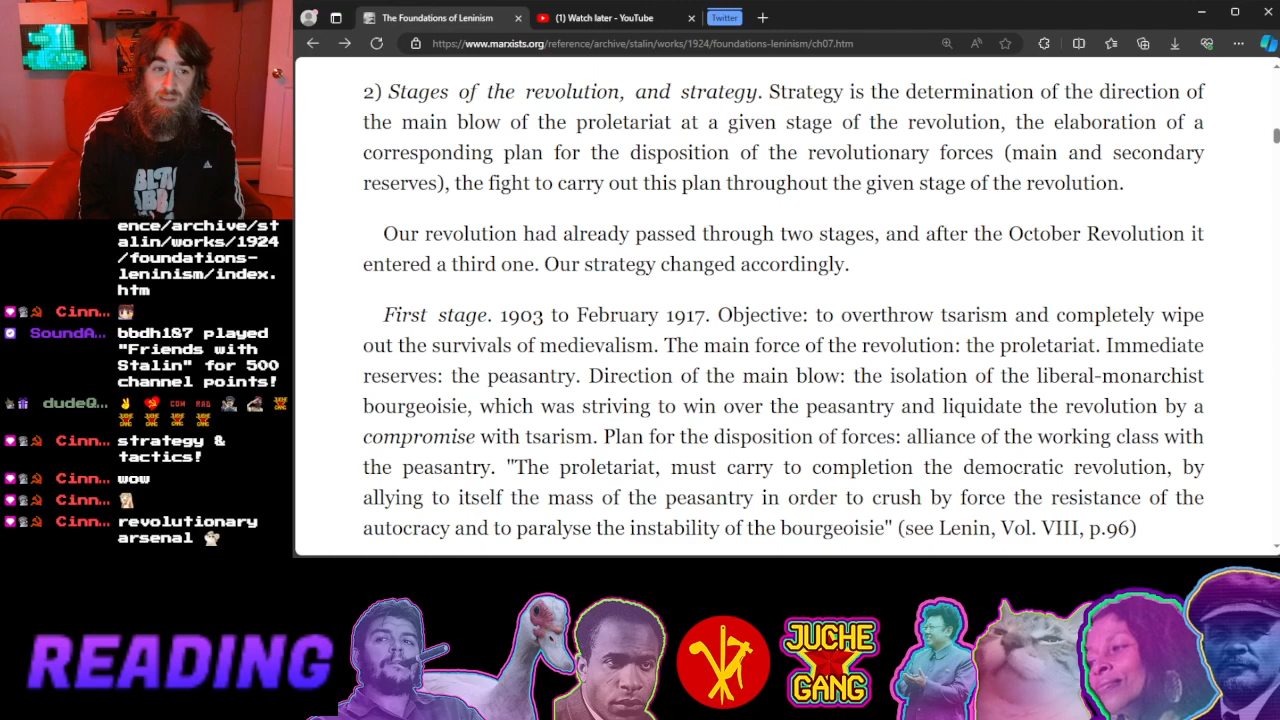 The Foundations of Leninism
(1) Watch later - YouTube
Twitter
https://www.marxists.org/reference/archive/stalin/works/1924/foundations-leninism/ch07.htm
2) Stages of the revolution, and strategy. Strategy is the determination of the direction of
the main blow of the proletariat at a given stage of the revolution, the elaboration of a
corresponding plan for the disposition of the revolutionary forces (main and secondary
reserves), the fight to carry out this plan throughout the given stage of the revolution.
Our revolution had already passed through two stages, and after the October Revolution it
entered a third one. Our strategy changed accordingly.
First stage. 1903 to February 1917. Objective: to overthrow tsarism and completely wipe
out the survivals of medievalism. The main force of the revolution: the proletariat. Immediate
reserves: the peasantry. Direction of the main blow: the isolation of the liberal-monarchist
bourgeoisie, which was striving to win over the peasantry and liquidate the revolution by a
compromise with tsarism. Plan for the disposition of forces: alliance of the working class with
the peasantry. "The proletariat, must carry to completion the democratic revolution, by
allying to itself the mass of the peasantry in order to crush by force the resistance of the
autocracy and to paralyse the instability of the bourgeoisie" (see Lenin, Vol. VIII, p.96)
ence/archive/st
alin/works/1924
/foundations-
leninism/index.
htm
Cinn...
SoundA... bbdh187 played
"Friends with
Stalin" for 500
channel points!
dudeQ...
Cinn... strategy &
tactics!
Cinn... wow
Cinn...
Cinn... revolutionary
arsenal
READING
JUCHE
GANG